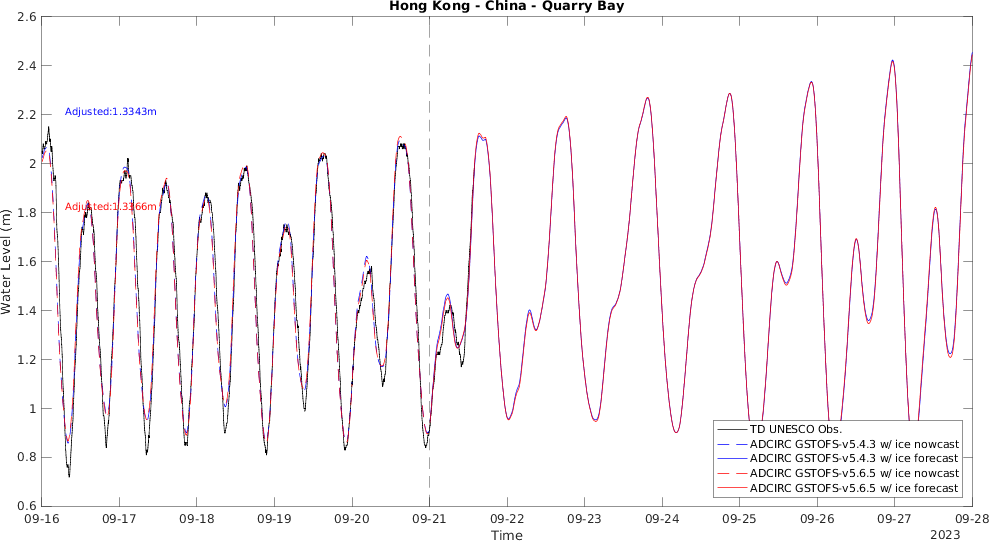 Hong Kong - China - Quarry Bay
2.6
2.4
2.2
2
1.8
1.6
1.4
1.2
1
0.8
0.6
Water Level (m)
Adjusted:1.3343m
Adjusted:1.3366m
TD UNESCO Obs.
ADCIRC GSTOFS-v5.4.3 w/ ice nowcast
ADCIRC GSTOFS-v5.4.3 w/ ice forecast
ADCIRC GSTOFS-v5.6.5 w/ ice nowcast
ADCIRC GSTOFS-v5.6.5 w/ ice forecast
09-16 09-17 09-18 09-19 09-20 09-21 09-22 09-23 09-24 09-25 09-26 09-27 09-28
Time
2023